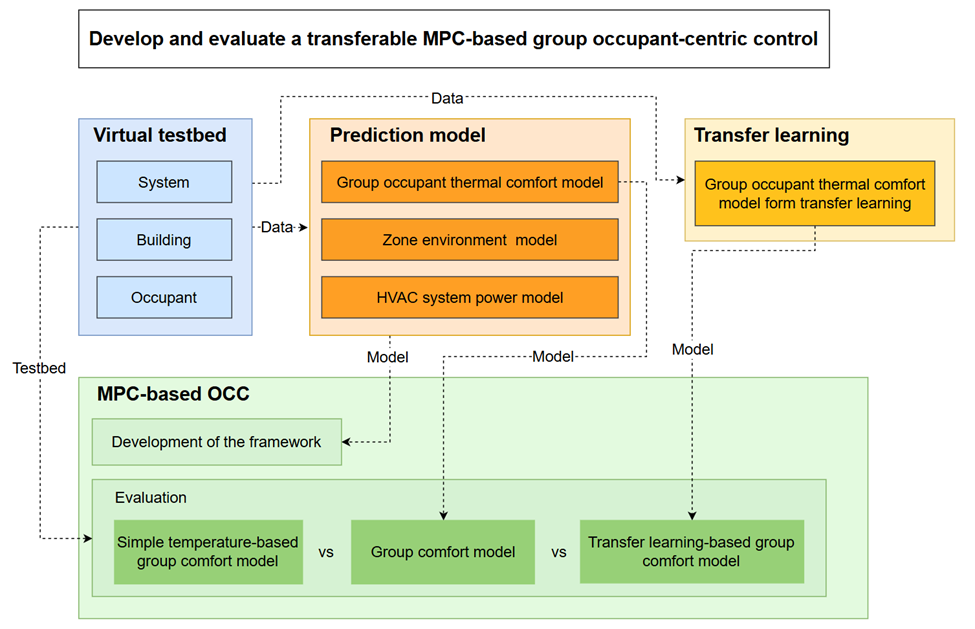 Develop and evaluate a transferable MPC-based group occupant-centric control
Data
Virtual testbed
Prediction model
Transfer learning
System
Group occupant thermal comfort model
Group occupant thermal comfort
model form transfer learning
Data
Building
Zone environment model
Occupant
HVAC system power model
Testbed
Model
Model
Model
MPC-based OCC
Development of the framework
Evaluation
Simple temperature-based
group comfort model
vs
Group comfort model
vs
Transfer learning-based group
comfort model